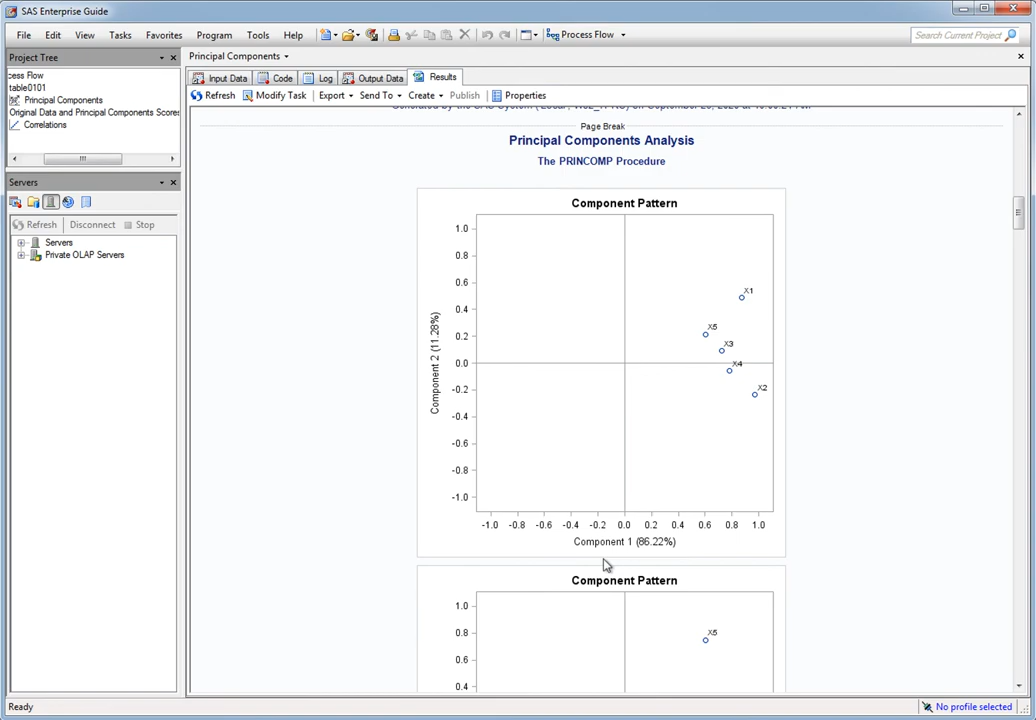 SAS Enterprise Guide
File Edit View Tasks Favorites Program Tools Help Process Flow Search Current Project
Project Tree
cess Flow
table0101
Principal Components
Original Data and Principal Components Scores
Correlations
Servers
Refresh Disconnect Stop
Servers
Private OLAP Servers
Principal Components
Input Data Code Log Output Data Results
Refresh Modify Task Export Send To Create Publish Properties
Page Break
Principal Components Analysis
The PRINCOMP Procedure
Component Pattern
1.0
0.8
0.6
0.4
0.2
0.0
-0.2
-0.4
-0.6
-0.8
-1.0
Component 2 (11.28%)
X1
X5
X3
X4
X2
-1.0 -0.8 -0.6 -0.4 -0.2 0.0 0.2 0.4 0.6 0.8 1.0
Component 1 (86.22%)
Component Pattern
1.0
0.8
0.6
0.4
X5
Ready No profile selected